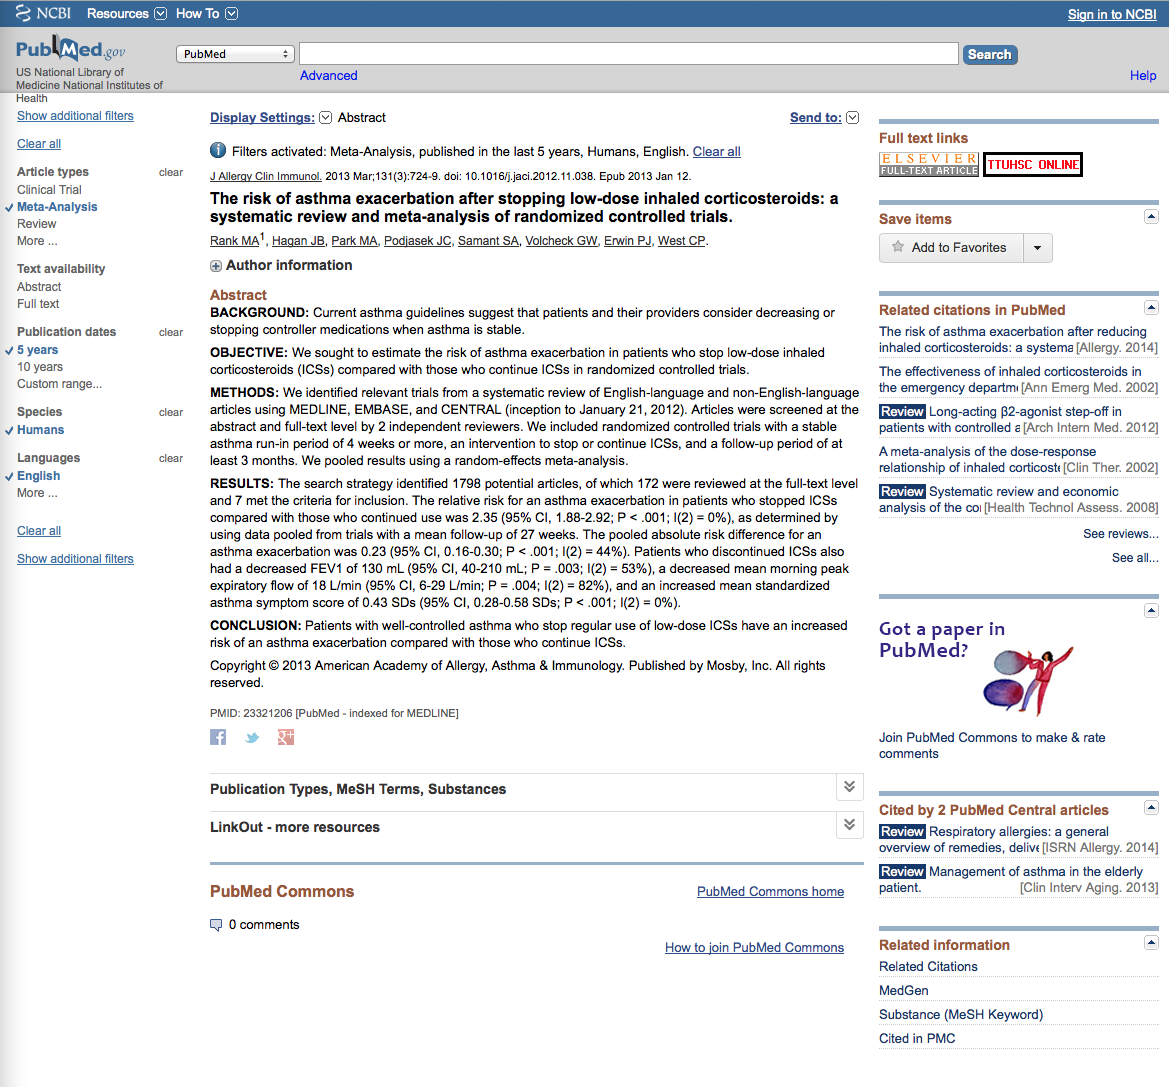 NCBI Resources How To Sign in to NCBI
PubMed.gov
US National Library of
Medicine National Institutes of
Health
PubMed
Search
Advanced
Help
Show additional filters
Clear all
Article types clear
Clinical Trial
Meta-Analysis
Review
More ...
Text availability
Abstract
Full text
Publication dates clear
5 years
10 years
Custom range...
Species clear
Humans
Languages clear
English
More ...
Clear all
Show additional filters
Display Settings: Abstract
Send to:
Filters activated: Meta-Analysis, published in the last 5 years, Humans, English. Clear all
J Allergy Clin Immunol. 2013 Mar;131(3):724-9. doi: 10.1016/j.jaci.2012.11.038. Epub 2013 Jan 12.
The risk of asthma exacerbation after stopping low-dose inhaled corticosteroids: a
systematic review and meta-analysis of randomized controlled trials.
Rank MA1, Hagan JB, Park MA, Podjasek JC, Samant SA, Volcheck GW, Erwin PJ, West CP.
Author information
Abstract
BACKGROUND: Current asthma guidelines suggest that patients and their providers consider decreasing or
stopping controller medications when asthma is stable.
OBJECTIVE: We sought to estimate the risk of asthma exacerbation in patients who stop low-dose inhaled
corticosteroids (ICSs) compared with those who continue ICSs in randomized controlled trials.
METHODS: We identified relevant trials from a systematic review of English-language and non-English-language
articles using MEDLINE, EMBASE, and CENTRAL (inception to January 21, 2012). Articles were screened at the
abstract and full-text level by 2 independent reviewers. We included randomized controlled trials with a stable
asthma run-in period of 4 weeks or more, an intervention to stop or continue ICSs, and a follow-up period of at
least 3 months. We pooled results using a random-effects meta-analysis.
RESULTS: The search strategy identified 1798 potential articles, of which 172 were reviewed at the full-text level
and 7 met the criteria for inclusion. The relative risk for an asthma exacerbation in patients who stopped ICSs
compared with those who continued use was 2.35 (95% CI, 1.88-2.92; P < .001; I(2) = 0%), as determined by
using data pooled from trials with a mean follow-up of 27 weeks. The pooled absolute risk difference for an
asthma exacerbation was 0.23 (95% CI, 0.16-0.30; P < .001; I(2) = 44%). Patients who discontinued ICSs also
had a decreased FEV1 of 130 mL (95% CI, 40-210 mL; P = .003; I(2) = 53%), a decreased mean morning peak
expiratory flow of 18 L/min (95% CI, 6-29 L/min; P = .004; I(2) = 82%), and an increased mean standardized
asthma symptom score of 0.43 SDs (95% CI, 0.28-0.58 SDs; P < .001; I(2) = 0%).
CONCLUSION: Patients with well-controlled asthma who stop regular use of low-dose ICSs have an increased
risk of an asthma exacerbation compared with those who continue ICSs.
Copyright © 2013 American Academy of Allergy, Asthma & Immunology. Published by Mosby, Inc. All rights
reserved.
PMID: 23321206 [PubMed - indexed for MEDLINE]
Publication Types, MeSH Terms, Substances
LinkOut - more resources
PubMed Commons
PubMed Commons home
0 comments
How to join PubMed Commons
Full text links
ELSEVIER
FULL-TEXT ARTICLE
TTUHSC ONLINE
Save items
Add to Favorites
Related citations in PubMed
The risk of asthma exacerbation after reducing
inhaled corticosteroids: a systema [Allergy. 2014]
The effectiveness of inhaled corticosteroids in
the emergency departm [Ann Emerg Med. 2002]
Review Long-acting β2-agonist step-off in
patients with controlled a [Arch Intern Med. 2012]
A meta-analysis of the dose-response
relationship of inhaled corticoste [Clin Ther. 2002]
Review Systematic review and economic
analysis of the co [Health Technol Assess. 2008]
See reviews...
See all...
Got a paper in
PubMed?
Join PubMed Commons to make & rate
comments
Cited by 2 PubMed Central articles
Review Respiratory allergies: a general
overview of remedies, delive [ISRN Allergy. 2014]
Review Management of asthma in the elderly
patient. [Clin Interv Aging. 2013]
Related information
Related Citations
MedGen
Substance (MeSH Keyword)
Cited in PMC